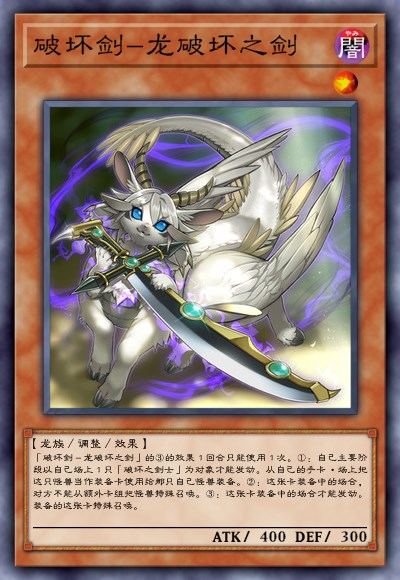 破坏剑-龙破坏之剑
やみ
闇
【龙族/调整/效果】
「破坏剑-龙破坏之剑」的③的效果1回合只能使用1次。①：自己主要阶
段以自己场上1只「破坏之剑士」为对象才能发动。从自己的手卡·场上把
这只怪兽当作装备卡使用给那只自己怪兽装备。②：这张卡装备中的场合，
对方不能从额外卡组把怪兽特殊召唤。③：这张卡装备中的场合才能发动。
装备的这张卡特殊召唤。
ATK/ 400 DEF/ 300